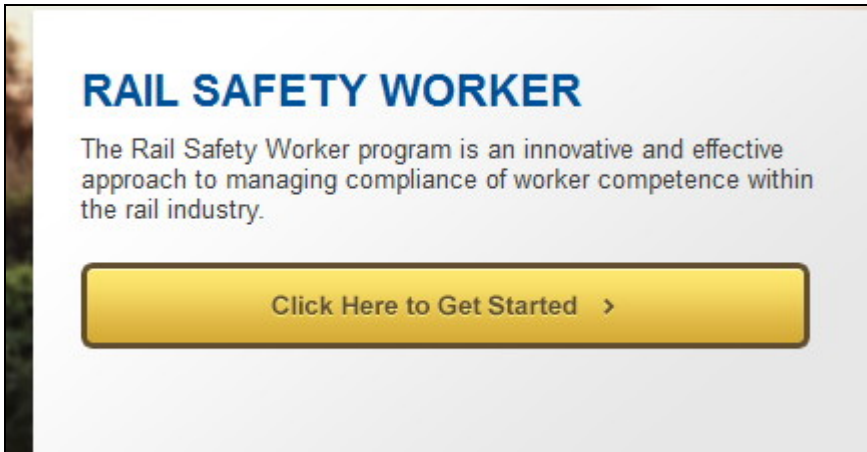 RAIL SAFETY WORKER
The Rail Safety Worker program is an innovative and effective
approach to managing compliance of worker competence within
the rail industry.
Click Here to Get Started >